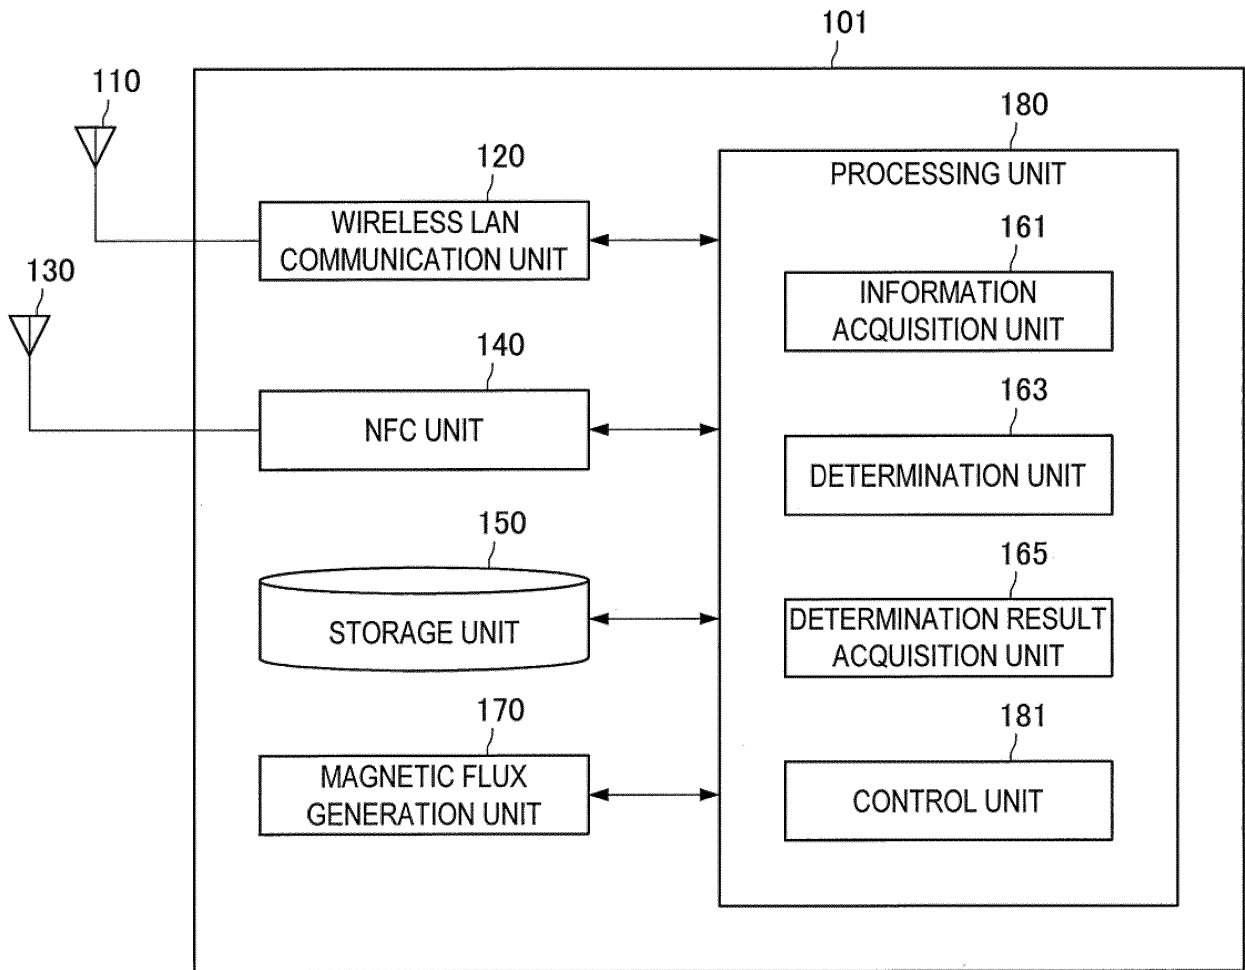 101
110
180
120
PROCESSING UNIT
WIRELESS LAN
COMMUNICATION UNIT
161
INFORMATION
ACQUISITION UNIT
130
140
NFC UNIT
163
DETERMINATION UNIT
150
STORAGE UNIT
165
DETERMINATION RESULT
ACQUISITION UNIT
170
MAGNETIC FLUX
GENERATION UNIT
181
CONTROL UNIT